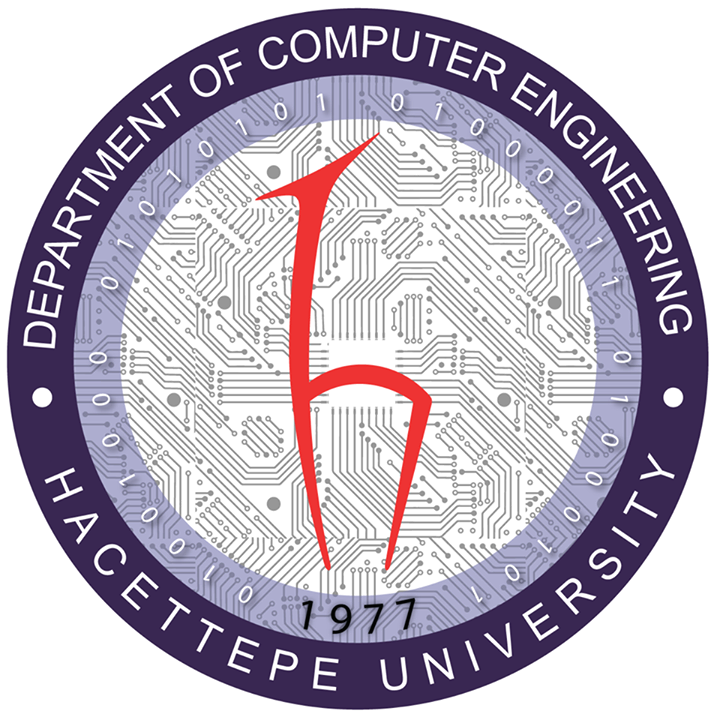 DEPARTMENT OF COMPUTER ENGINEERING
HACETTEPE UNIVERSITY
1977